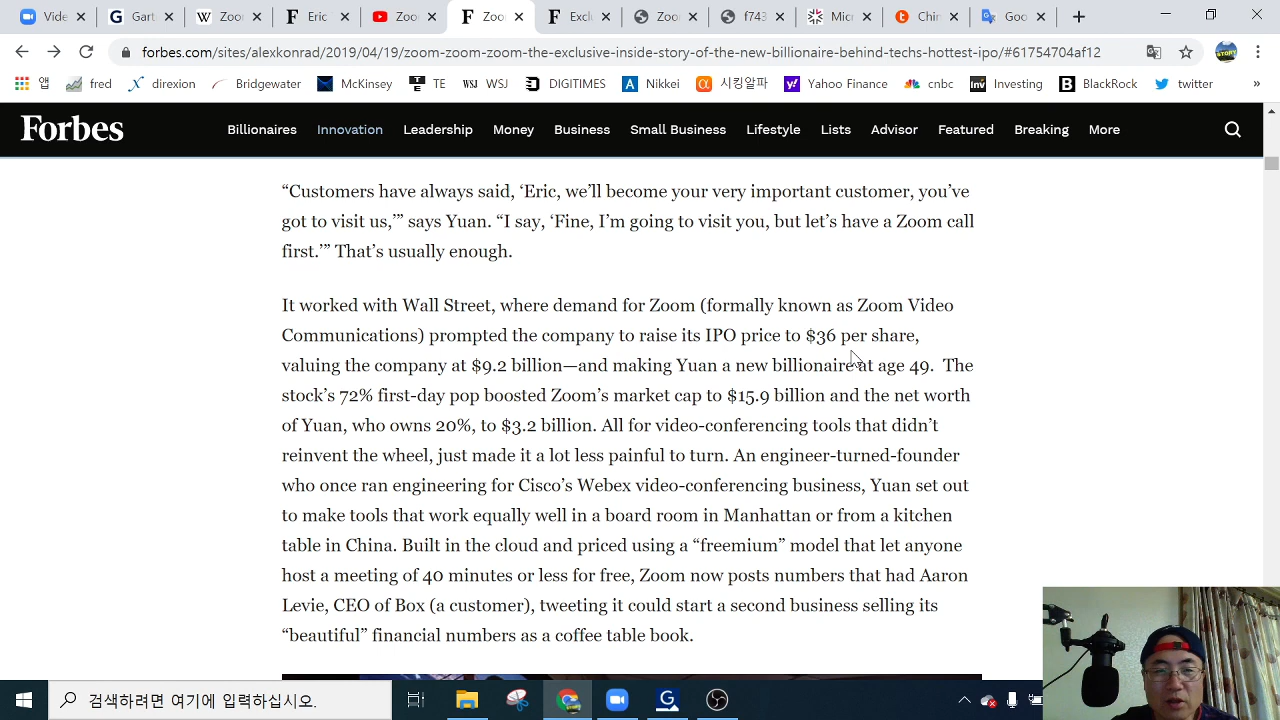 Vide
Gart
Zoo
Eric
Zoo
Zoo
Exclu
Zoo
f743
Micr
Chin
Goo
forbes.com/sites/alexkonrad/2019/04/19/zoom-zoom-zoom-the-exclusive-inside-story-of-the-new-billionaire-behind-techs-hottest-ipo/#61754704af12
앱 fred direxion Bridgewater McKinsey TE WSJ DIGITIMES Nikkei 시킹알파 Yahoo Finance cnbc Investing BlackRock twitter »
Forbes Billionaires Innovation Leadership Money Business Small Business Lifestyle Lists Advisor Featured Breaking More
“Customers have always said, ‘Eric, we’ll become your very important customer, you’ve
got to visit us,’” says Yuan. “I say, ‘Fine, I’m going to visit you, but let’s have a Zoom call
first.’” That’s usually enough.
It worked with Wall Street, where demand for Zoom (formally known as Zoom Video
Communications) prompted the company to raise its IPO price to $36 per share,
valuing the company at $9.2 billion—and making Yuan a new billionaire at age 49. The
stock’s 72% first-day pop boosted Zoom’s market cap to $15.9 billion and the net worth
of Yuan, who owns 20%, to $3.2 billion. All for video-conferencing tools that didn’t
reinvent the wheel, just made it a lot less painful to turn. An engineer-turned-founder
who once ran engineering for Cisco’s Webex video-conferencing business, Yuan set out
to make tools that work equally well in a board room in Manhattan or from a kitchen
table in China. Built in the cloud and priced using a “freemium” model that let anyone
host a meeting of 40 minutes or less for free, Zoom now posts numbers that had Aaron
Levie, CEO of Box (a customer), tweeting it could start a second business selling its
“beautiful” financial numbers as a coffee table book.
검색하려면 여기에 입력하십시오.